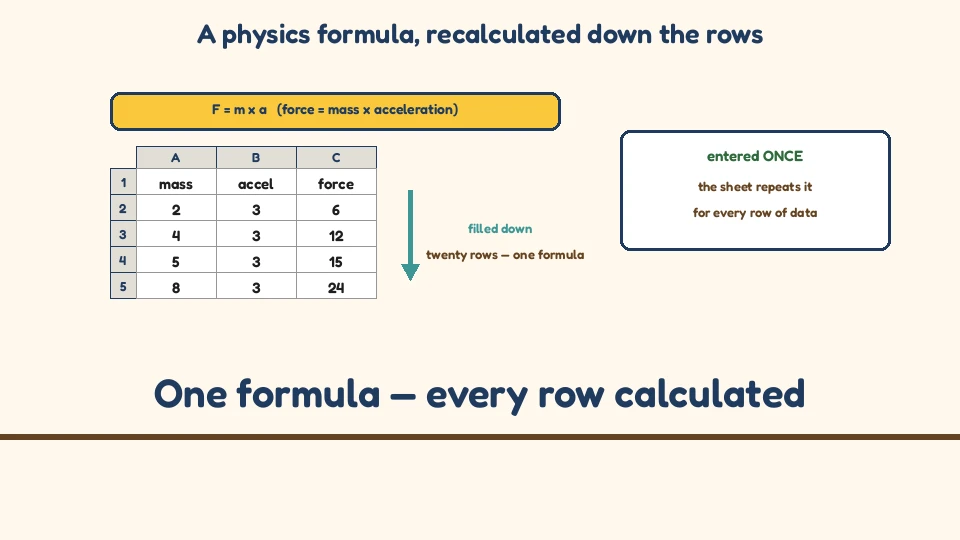 A physics formula, recalculated down the rows
F = m x a (force = mass x acceleration)
A B C
1 mass accel force
2 2 3 6
3 4 3 12
4 5 3 15
5 8 3 24
filled down
twenty rows — one formula
entered ONCE
the sheet repeats it
for every row of data
One formula — every row calculated